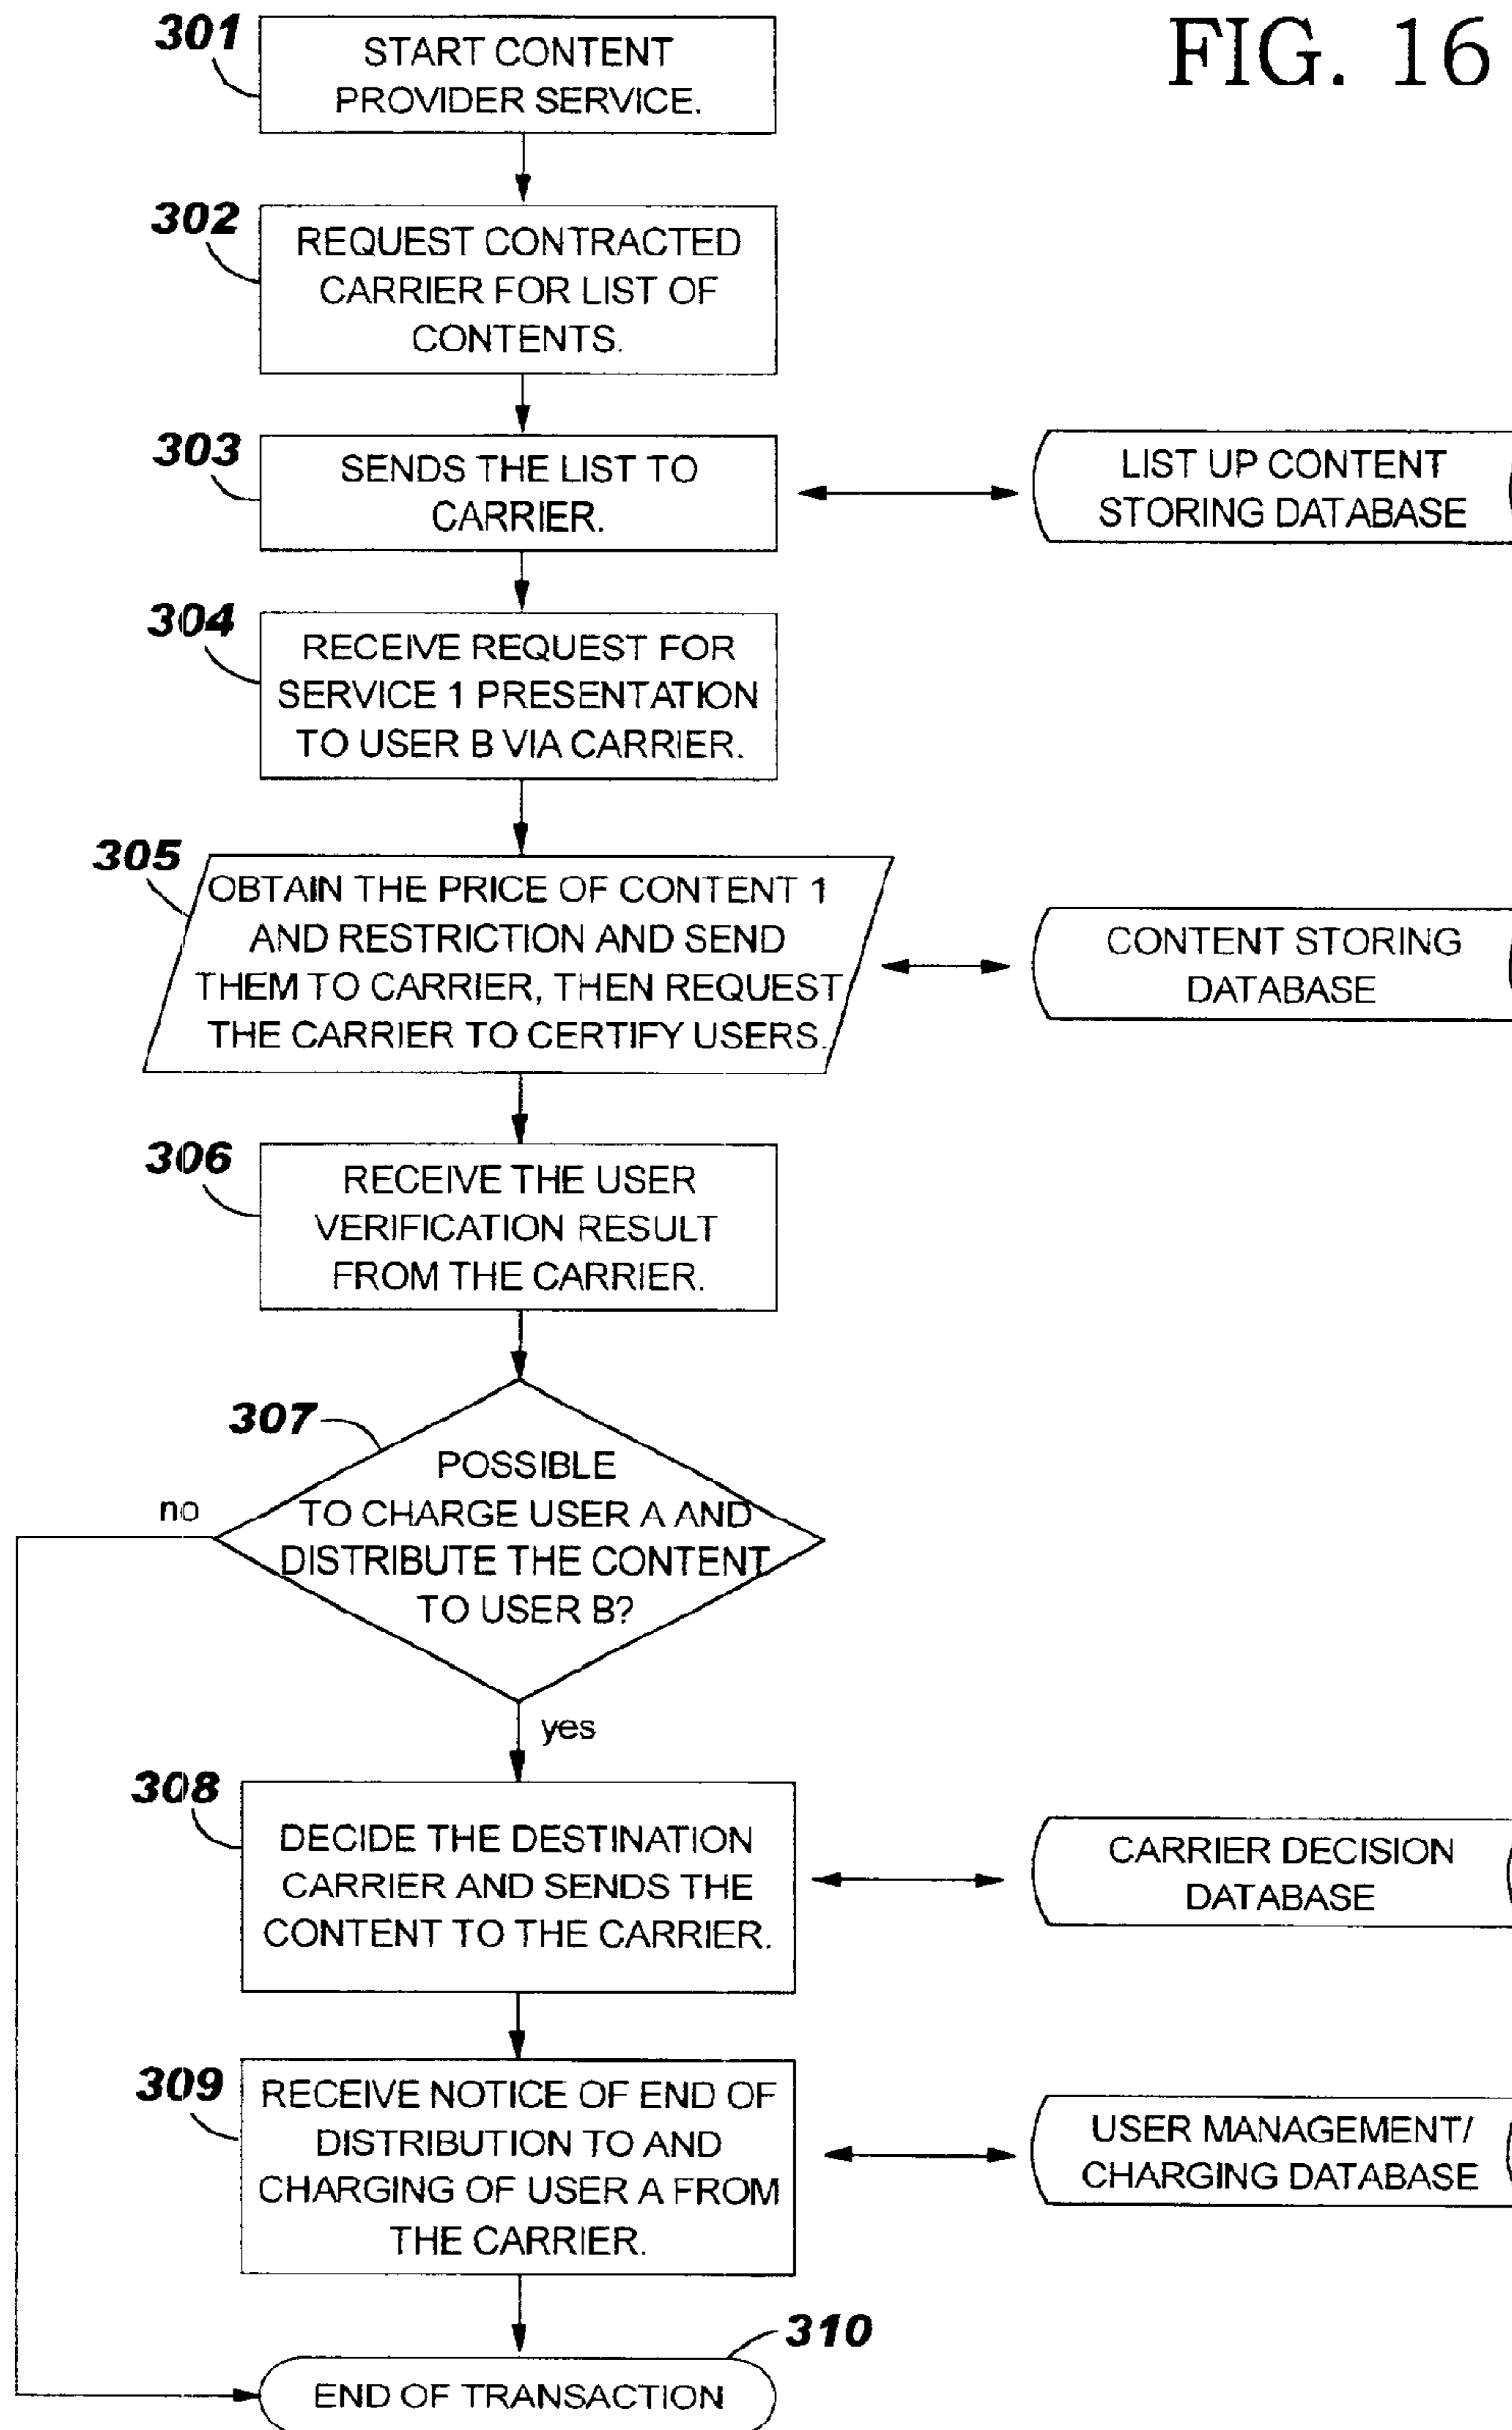 FIG. 16
301
START CONTENT
PROVIDER SERVICE.
302
REQUEST CONTRACTED
CARRIER FOR LIST OF
CONTENTS.
303
SENDS THE LIST TO
CARRIER.
LIST UP CONTENT
STORING DATABASE
304
RECEIVE REQUEST FOR
SERVICE 1 PRESENTATION
TO USER B VIA CARRIER.
305
OBTAIN THE PRICE OF CONTENT 1
AND RESTRICTION AND SEND
THEM TO CARRIER, THEN REQUEST
THE CARRIER TO CERTIFY USERS.
CONTENT STORING
DATABASE
306
RECEIVE THE USER
VERIFICATION RESULT
FROM THE CARRIER.
307
POSSIBLE
TO CHARGE USER A AND
DISTRIBUTE THE CONTENT
TO USER B?
no
yes
308
DECIDE THE DESTINATION
CARRIER AND SENDS THE
CONTENT TO THE CARRIER.
CARRIER DECISION
DATABASE
309
RECEIVE NOTICE OF END OF
DISTRIBUTION TO AND
CHARGING OF USER A FROM
THE CARRIER.
USER MANAGEMENT/
CHARGING DATABASE
310
END OF TRANSACTION